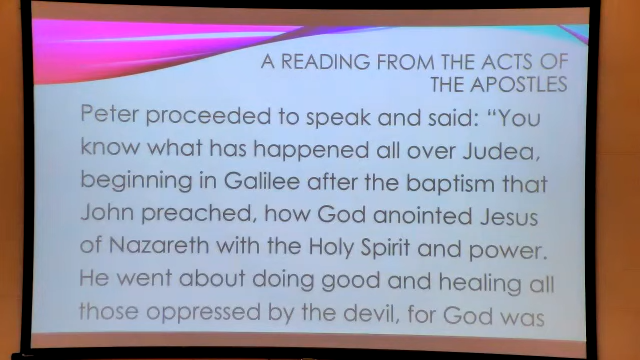 A READING FROM THE ACTS OF
THE APOSTLES
Peter proceeded to speak and said: “You
know what has happened all over Judea,
beginning in Galilee after the baptism that
John preached, how God anointed Jesus
of Nazareth with the Holy Spirit and power.
He went about doing good and healing all
those oppressed by the devil, for God was